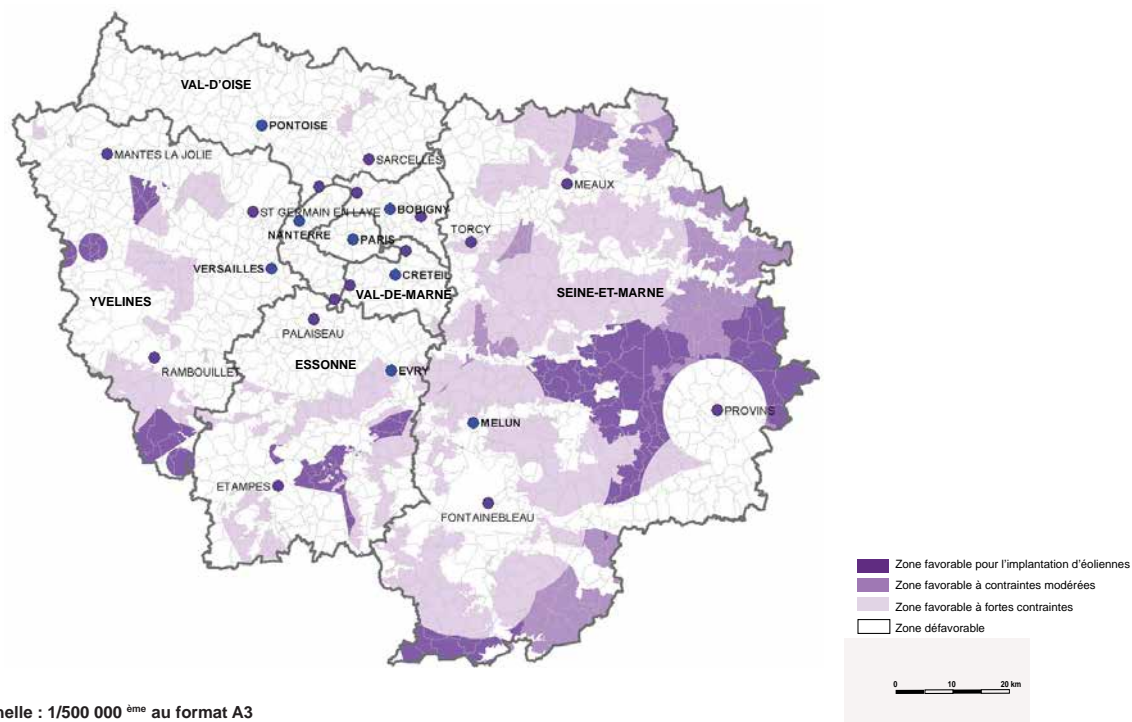 VAL-D'OISE
PONTOISE
MANTES LA JOLIE
SARCELLES
MEAUX
ST GERMAIN EN LAYE
BOBIGNY
NANTERRE
PARIS
TORCY
VERSAILLES
CRETEIL
YVELINES
VAL-DE-MARNE
SEINE-ET-MARNE
PALAISEAU
ESSONNE
RAMBOUILLET
EVRY
PROVINS
MELUN
ETAMPES
FONTAINEBLEAU
Zone favorable pour l'implantation d'éoliennes
Zone favorable à contraintes modérées
Zone favorable à fortes contraintes
Zone défavorable
0 10 20 km
nelle : 1/500 000 ème au format A3